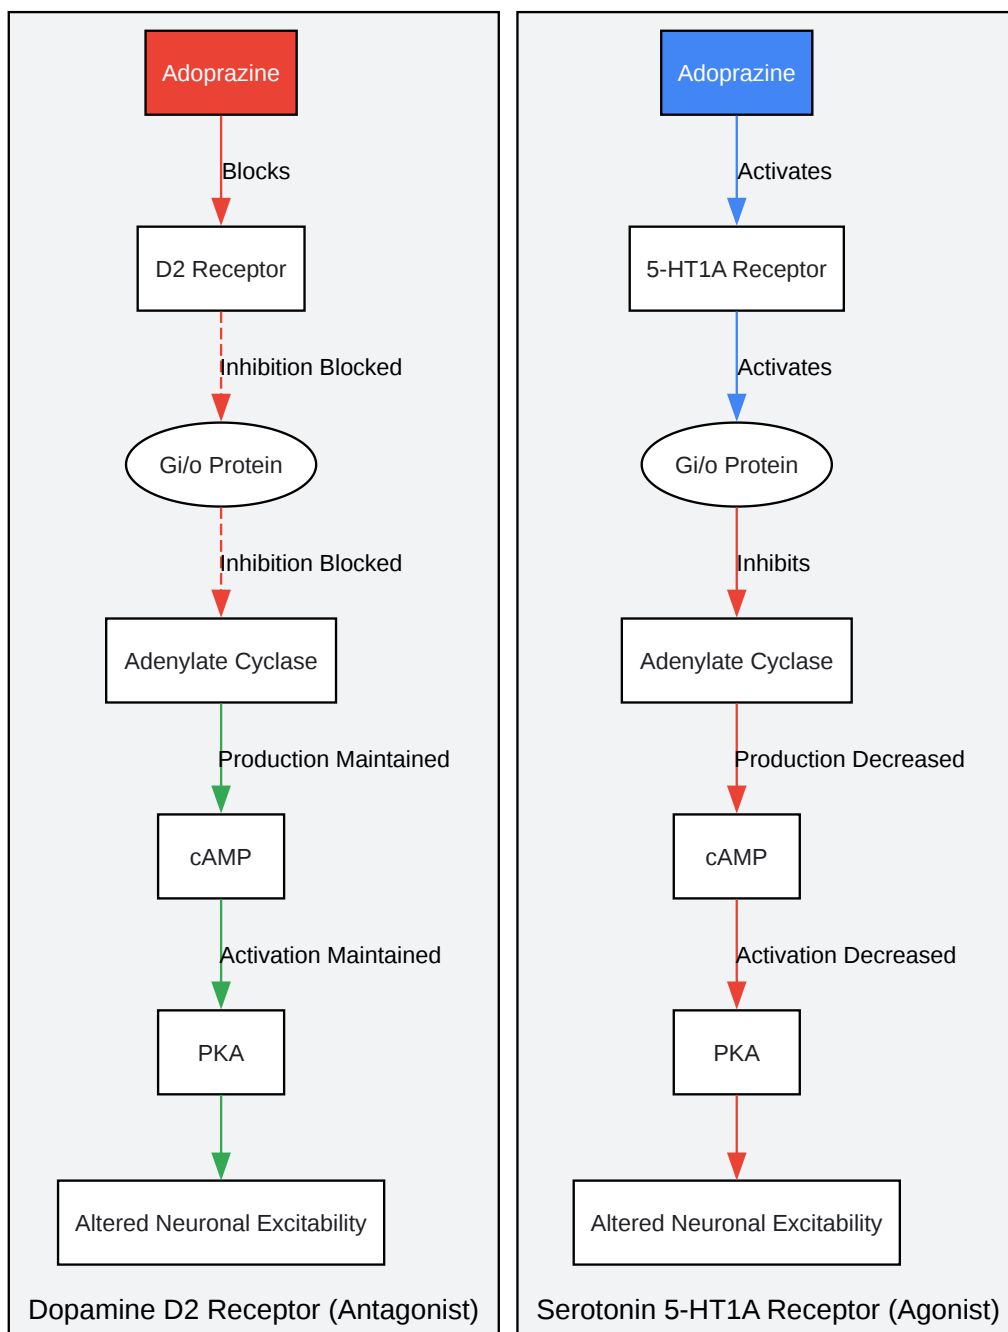 Adoprazine
Blocks
D2 Receptor
Inhibition Blocked
Gi/o Protein
Inhibition Blocked
Adenylate Cyclase
Production Maintained
cAMP
Activation Maintained
PKA
Altered Neuronal Excitability
Dopamine D2 Receptor (Antagonist)
Adoprazine
Activates
5-HT1A Receptor
Activates
Gi/o Protein
Inhibits
Adenylate Cyclase
Production Decreased
cAMP
Activation Decreased
PKA
Altered Neuronal Excitability
Serotonin 5-HT1A Receptor (Agonist)